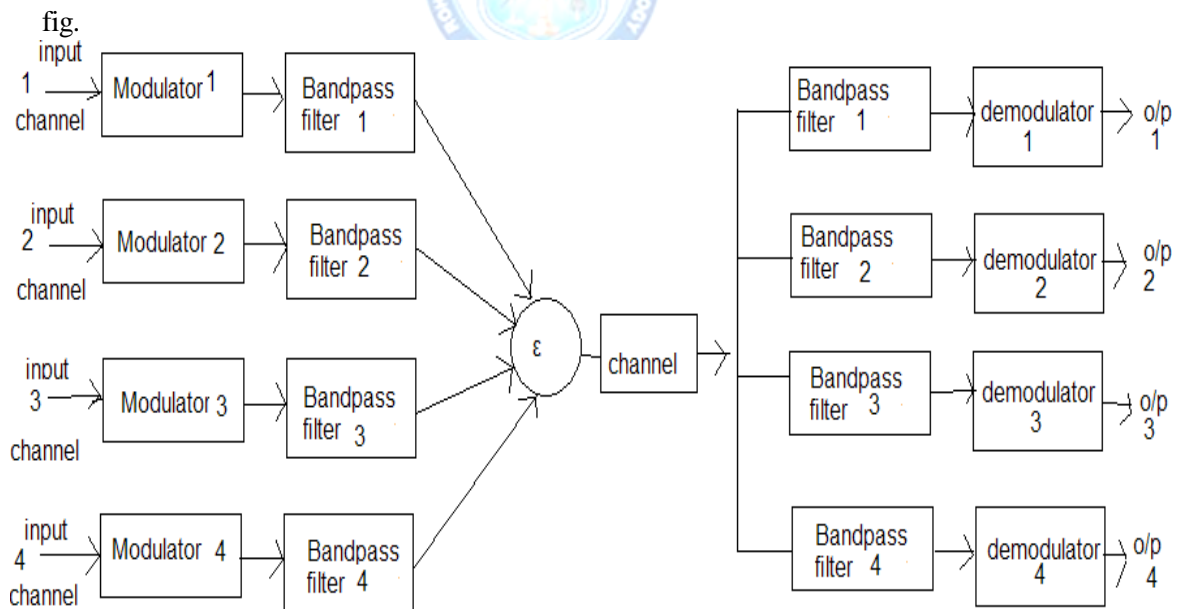 fig.
input
1
channel
Modulator 1
Bandpass
filter 1
input
2
channel
Modulator 2
Bandpass
filter 2
input
3
channel
Modulator 3
Bandpass
filter 3
input
4
channel
Modulator 4
Bandpass
filter 4
ε
channel
Bandpass
filter 1
demodulator
1
o/p
1
Bandpass
filter 2
demodulator
2
o/p
2
Bandpass
filter 3
demodulator
3
o/p
3
Bandpass
filter 4
demodulator
4
o/p
4